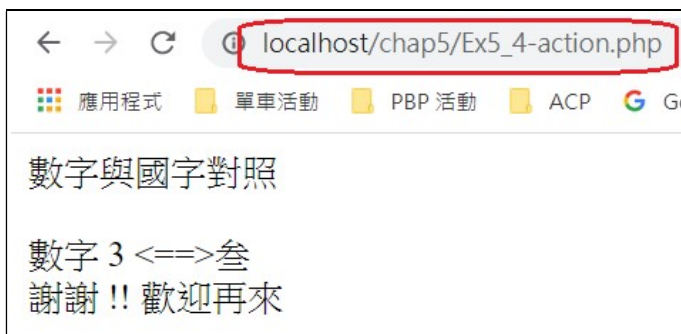 localhost/chap5/Ex5_4-action.php
應用程式 單車活動 PBP 活動 ACP G
數字與國字對照
數字 3 <==>叁
謝謝 !! 歡迎再來